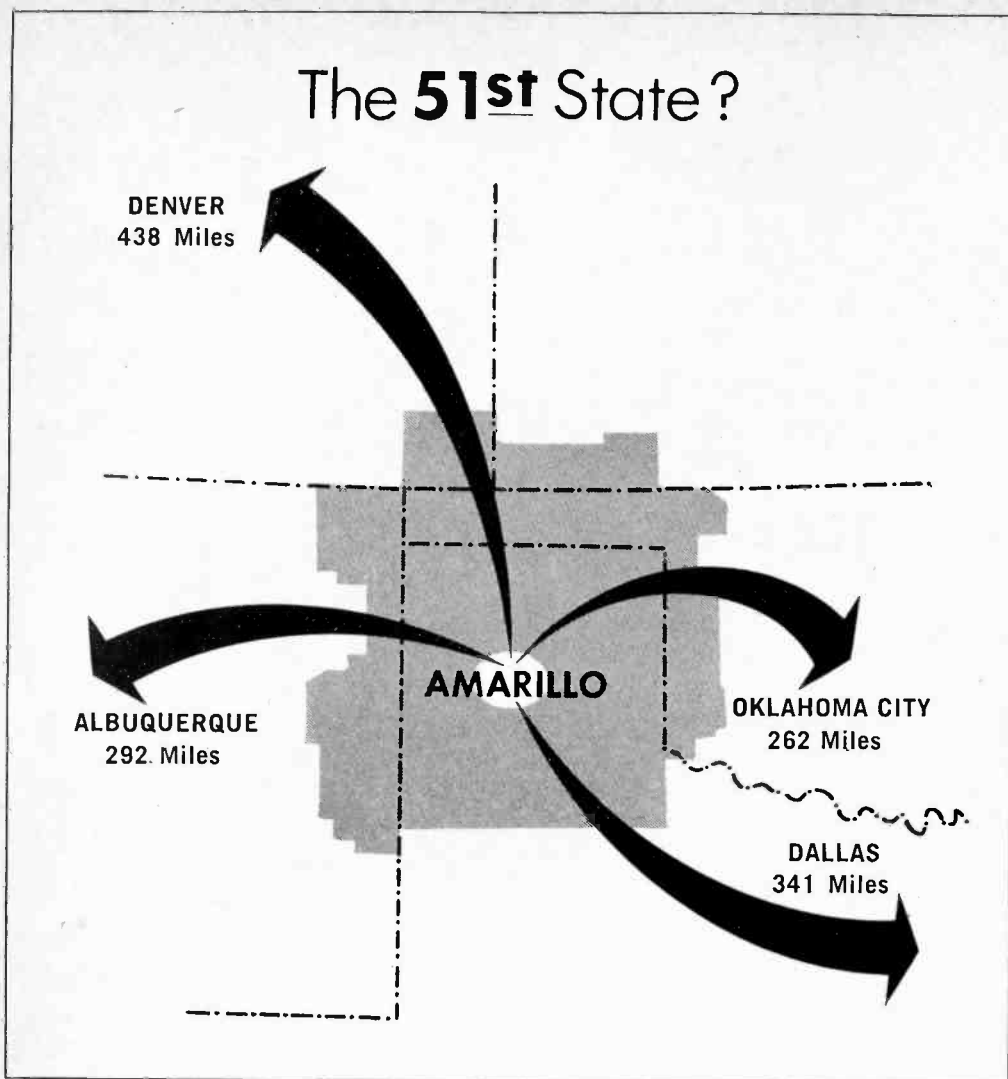 The 51st State?
DENVER
438 Miles
AMARILLO
ALBUQUERQUE
292. Miles
OKLAHOMA CITY
262 Miles
DALLAS
341 Miles